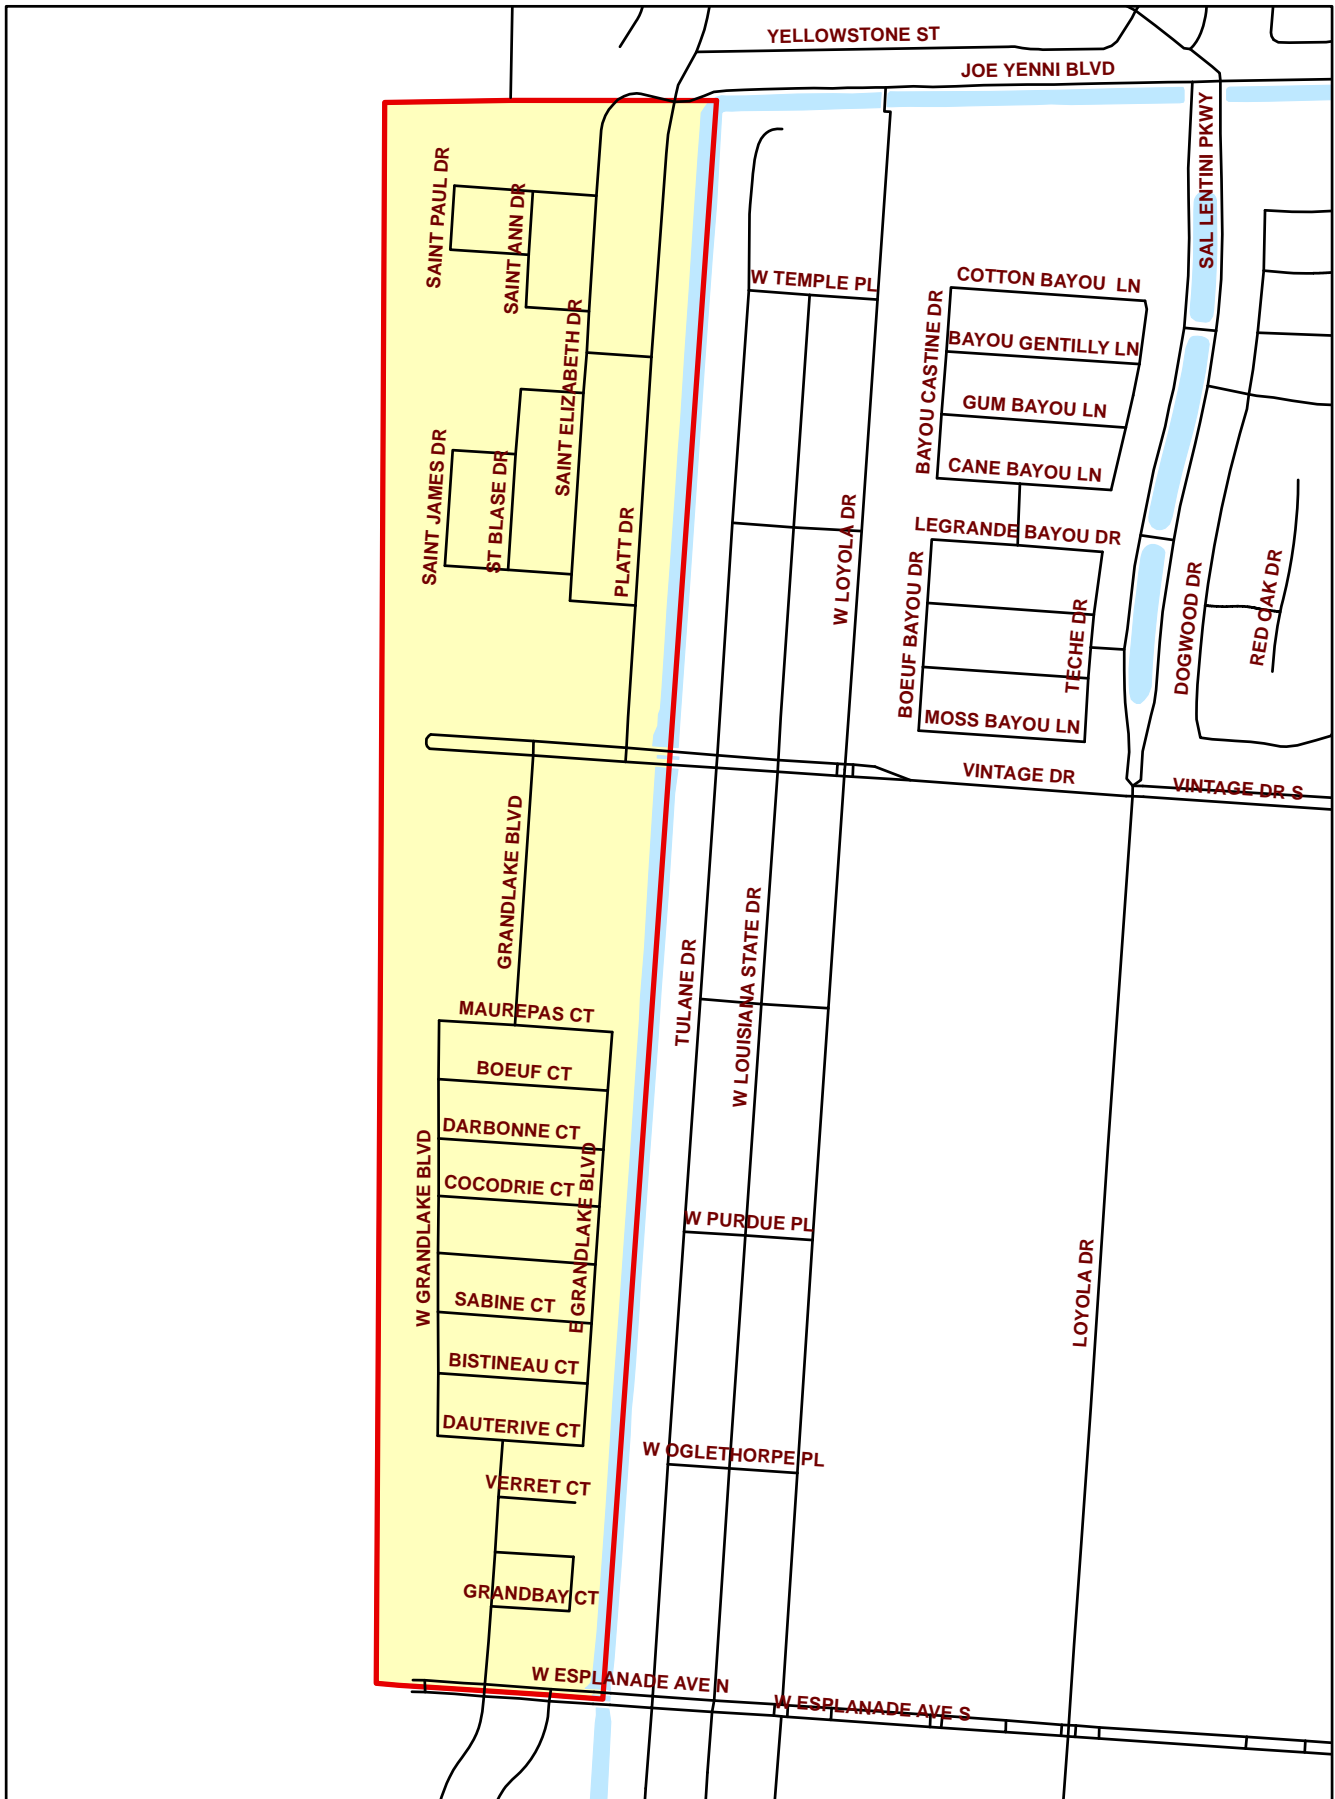 YELLOWSTONE ST
JOE YENNI BLVD
SAL LENTINI PKWY
SAINT PAUL DR
SAINT ANN DR
W TEMPLE PL
COTTON BAYOU LN
BAYOU CASTINE DR
BAYOU GENTILLY LN
SAINT ELIZABETH DR
GUM BAYOU LN
CANE BAYOU LN
SAINT JAMES DR
ST BLASE DR
PLATT DR
W LOYOLA DR
LEGRANDE BAYOU DR
BOEUF BAYOU DR
TECHE DR
DOGWOOD DR
RED OAK DR
MOSS BAYOU LN
VINTAGE DR
VINTAGE DR S
GRANDLAKE BLVD
TULANE DR
W LOUISIANA STATE DR
MAUREPAS CT
BOEUF CT
DARBONNE CT
COCODRIE CT
W GRANDLAKE BLVD
E GRANDLAKE BLVD
W PURDUE PL
LOYOLA DR
SABINE CT
BISTINEAU CT
DAUTERIVE CT
W OGLETHORPE PL
VERRET CT
GRANDBAY CT
W ESPLANADE AVE N
W ESPLANADE AVE S